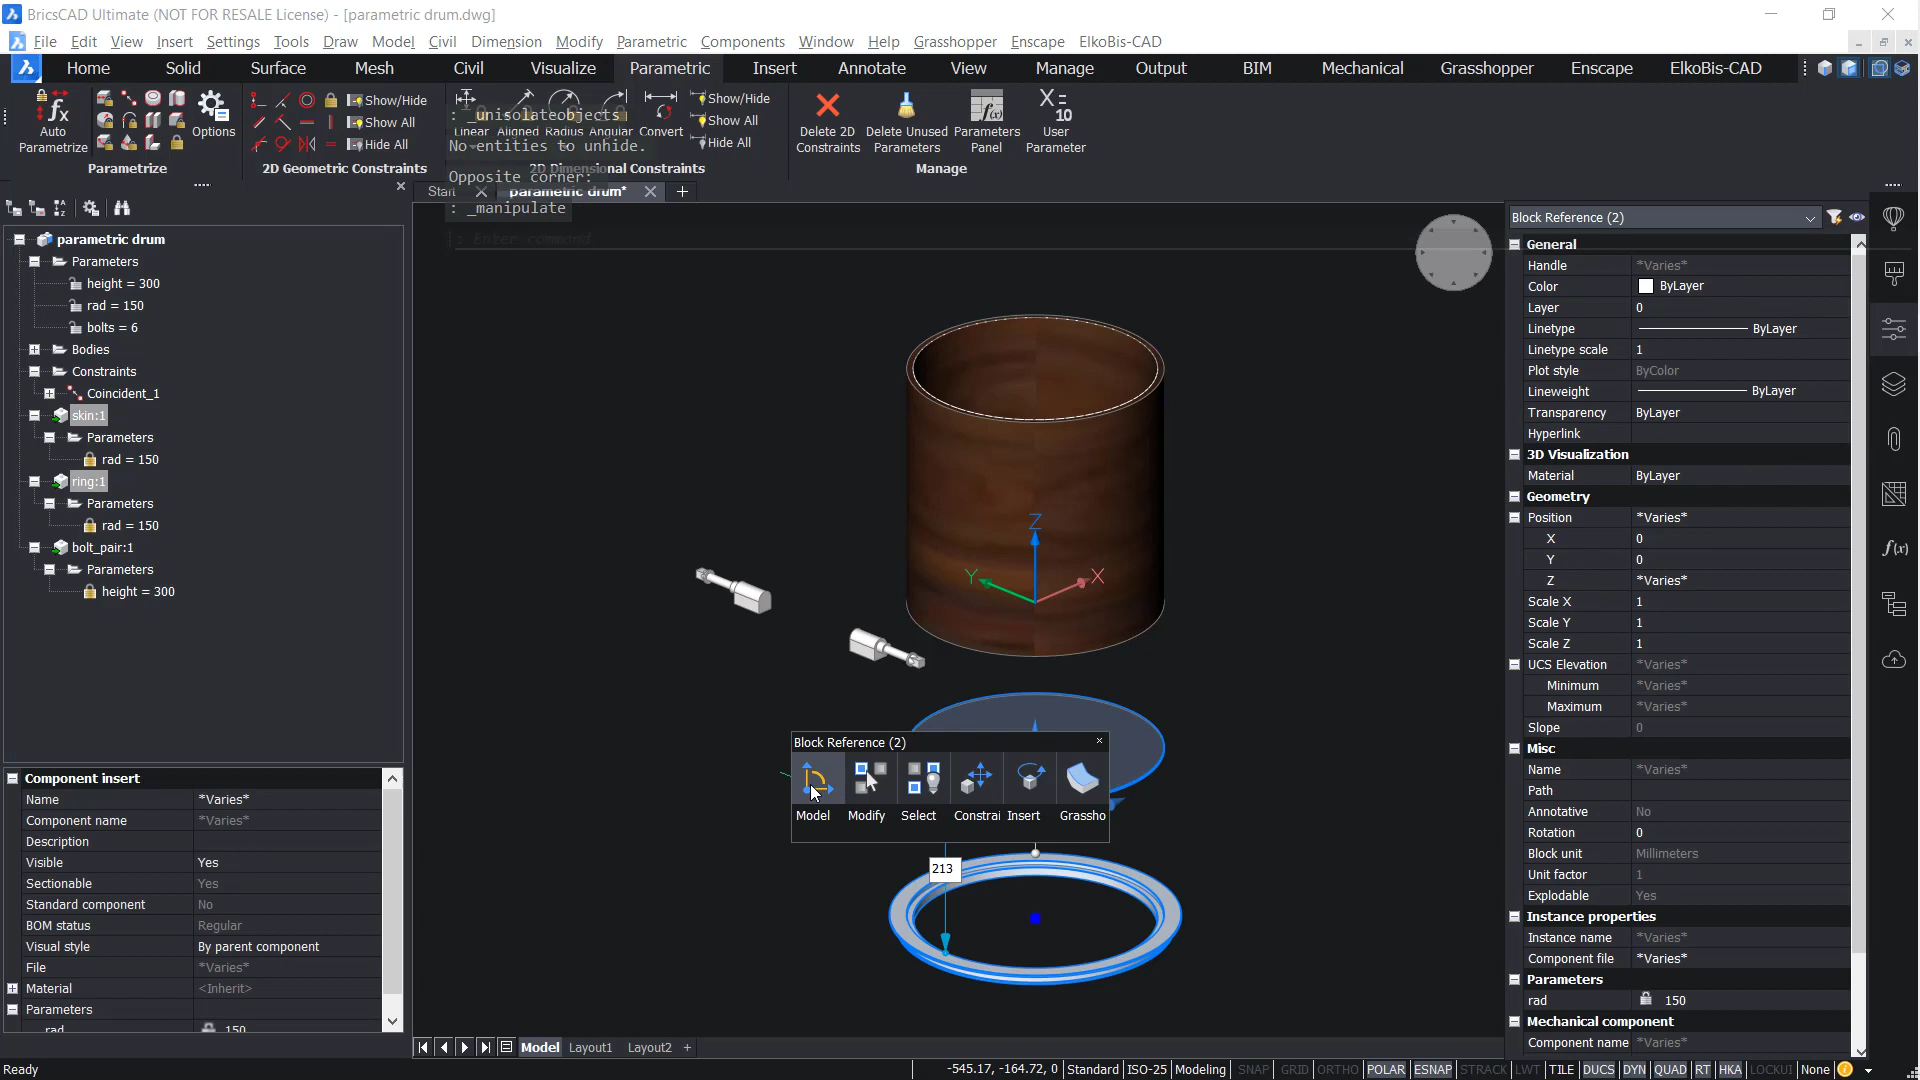 BricsCAD Ultimate (NOT FOR RESALE License) - [parametric drum.dwg]
File Edit View Insert Settings Tools Draw Model Civil Dimension Modify Parametric Components Window Help Grasshopper Enscape ElkoBis-CAD
Home Solid Surface Mesh Civil Visualize Parametric Insert Annotate View Manage Output BIM Mechanical Grasshopper Enscape ElkoBis-CAD
Auto
Parametrize
Options
Show/Hide
Show All
Hide All
Linear Aligned Radius Angular Convert
Show/Hide
Show All
Hide All
Delete 2D
Constraints
Delete Unused
Parameters
Parameters
Panel
User
Parameter
Parametrize
2D Geometric Constraints
2D Dimensional Constraints
Manage
: _unisolateobjects
No entities to unhide.
Opposite corner:
: _manipulate
: Enter command
Start parametric drum*
parametric drum
Parameters
height = 300
rad = 150
bolts = 6
Bodies
Constraints
Coincident_1
skin:1
Parameters
rad = 150
ring:1
Parameters
rad = 150
bolt_pair:1
Parameters
height = 300
Component insert
Name *Varies*
Component name *Varies*
Description
Visible Yes
Sectionable Yes
Standard component No
BOM status Regular
Visual style By parent component
File *Varies*
Material <Inherit>
Parameters
rad 150
Z
Y
X
Block Reference (2)
Model Modify Select Constrai Insert Grassho
213
Block Reference (2)
General
Handle *Varies*
Color ByLayer
Layer 0
Linetype ByLayer
Linetype scale 1
Plot style ByColor
Lineweight ByLayer
Transparency ByLayer
Hyperlink
3D Visualization
Material ByLayer
Geometry
Position *Varies*
X 0
Y 0
Z *Varies*
Scale X 1
Scale Y 1
Scale Z 1
UCS Elevation *Varies*
Minimum *Varies*
Maximum *Varies*
Slope 0
Misc
Name *Varies*
Path
Annotative No
Rotation 0
Block unit Millimeters
Unit factor 1
Explodable Yes
Instance properties
Instance name *Varies*
Component file *Varies*
Parameters
rad 150
Mechanical component
Component name *Varies*
Model Layout1 Layout2 +
Ready
-545.17, -164.72, 0 Standard ISO-25 Modeling SNAP GRID ORTHO POLAR ESNAP STRACK LWT TILE DUCS DYN QUAD RT HKA LOCKUI None